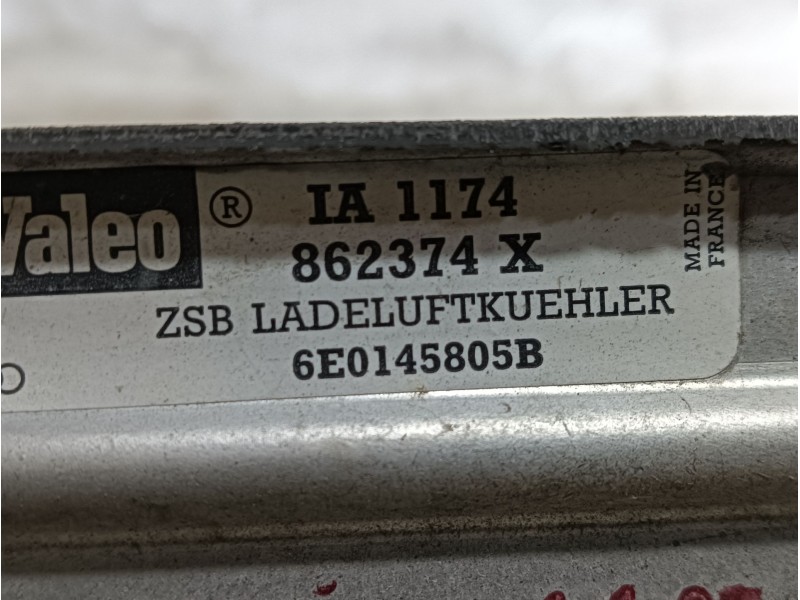 Valeo ® IA 1174
862374 X
ZSB LADELUFTKUEHLER
6E0145805B
MADE IN
FRANCE